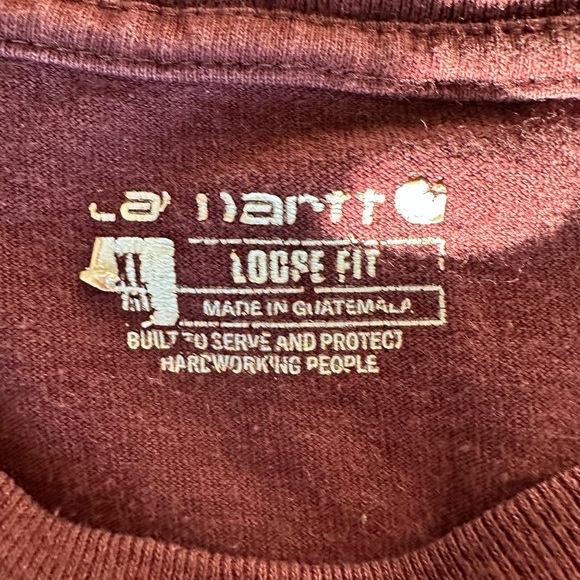 carhartt
LOOSE FIT
MADE IN GUATEMALA
BUILT TO SERVE AND PROTECT
HARDWORKING PEOPLE